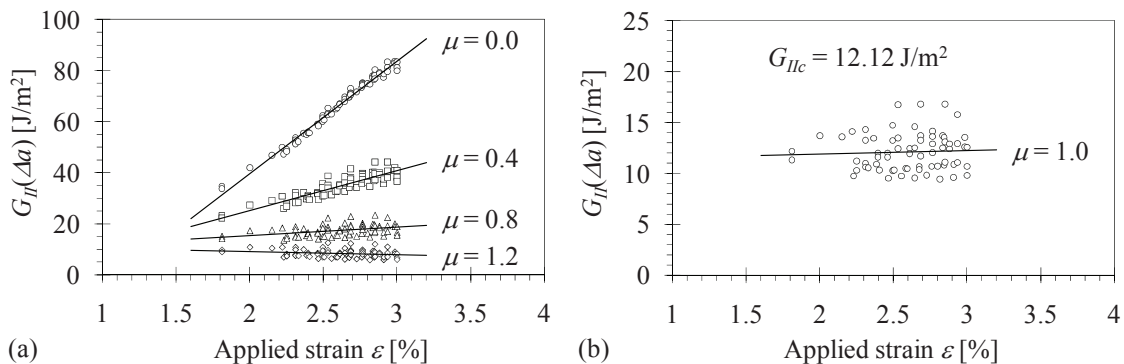 100
80
60
40
20
0
G_II(Δa) [J/m²]
μ = 0.0
μ = 0.4
μ = 0.8
μ = 1.2
1 1.5 2 2.5 3 3.5 4
(a) Applied strain ε [%]
25
20
15
10
5
0
G_II(Δa) [J/m²]
G_IIc = 12.12 J/m²
μ = 1.0
1 1.5 2 2.5 3 3.5 4
(b) Applied strain ε [%]